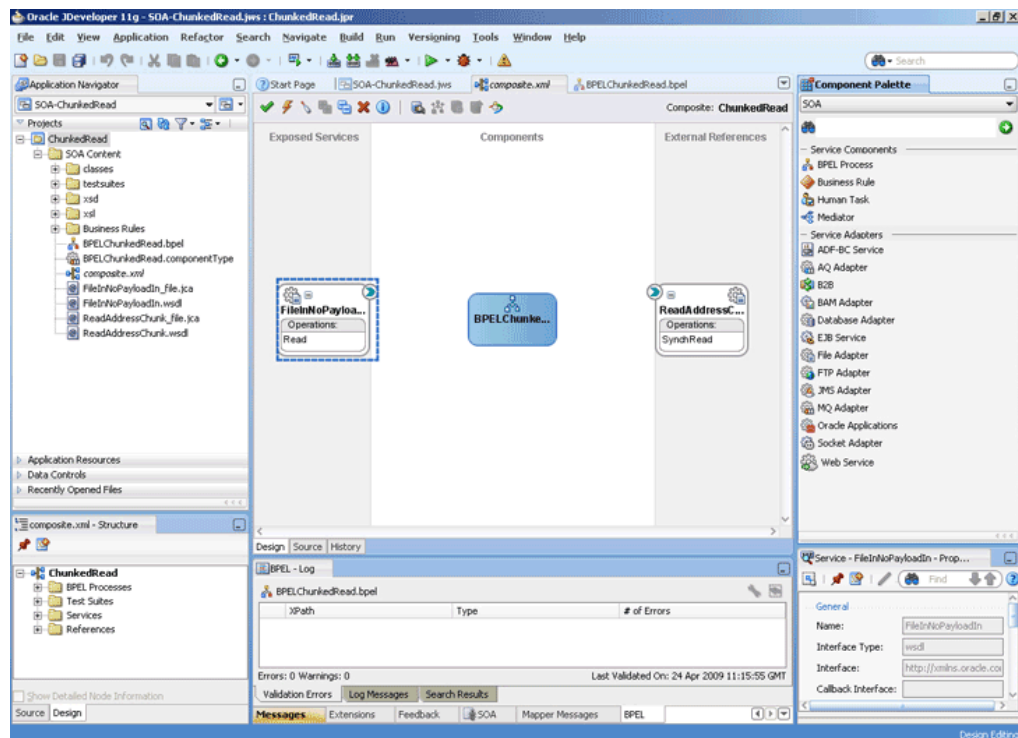 Oracle JDeveloper 11g - SOA-ChunkedRead.jws : ChunkedRead.jpr
File Edit View Application Refactor Search Navigate Build Run Versioning Tools Window Help
Search
Application Navigator
SOA-ChunkedRead
Projects
ChunkedRead
SOA Content
classes
testsuites
xsd
xsl
Business Rules
BPELChunkedRead.bpel
BPELChunkedRead.componentType
composite.xml
FileInNoPayloadIn_file.jca
FileInNoPayloadIn.wsdl
ReadAddressChunk_file.jca
ReadAddressChunk.wsdl
Application Resources
Data Controls
Recently Opened Files
composite.xml - Structure
ChunkedRead
BPEL Processes
Test Suites
Services
References
Show Detailed Node Information
Source Design
Start Page SOA-ChunkedRead.jws composite.xml BPELChunkedRead.bpel
Composite: ChunkedRead
Exposed Services Components External References
FileInNoPayloa...
Operations:
Read
BPELChunke...
ReadAddressC...
Operations:
SynchRead
Design Source History
BPEL - Log
BPELChunkedRead.bpel
XPath Type # of Errors
Errors: 0 Warnings: 0 Last Validated On: 24 Apr 2009 11:15:55 GMT
Validation Errors Log Messages Search Results
Messages Extensions Feedback SOA Mapper Messages BPEL
Component Palette
SOA
Service Components
BPEL Process
Business Rule
Human Task
Mediator
Service Adapters
ADF-BC Service
AQ Adapter
B2B
BAM Adapter
Database Adapter
EJB Service
File Adapter
FTP Adapter
JMS Adapter
MQ Adapter
Oracle Applications
Socket Adapter
Web Service
Service - FileInNoPayloadIn - Prop...
Find
General
Name: FileInNoPayloadIn
Interface Type: wsdl
Interface: http://xmlns.oracle.com
Callback Interface:
Design Editing